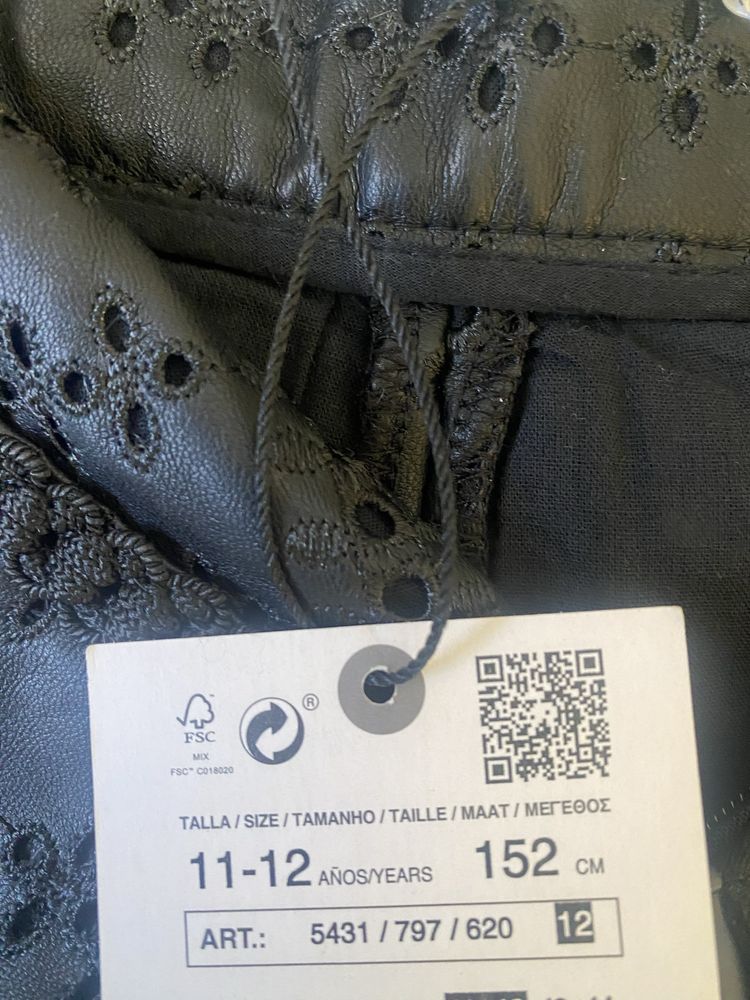 ®
FSC
MIX
FSC™ C018020
TALLA / SIZE / TAMANHO / TAILLE / MAAT / ΜΕΓΕΘΟΣ
11-12 AÑOS/YEARS 152 CM
ART.: 5431 / 797 / 620 12